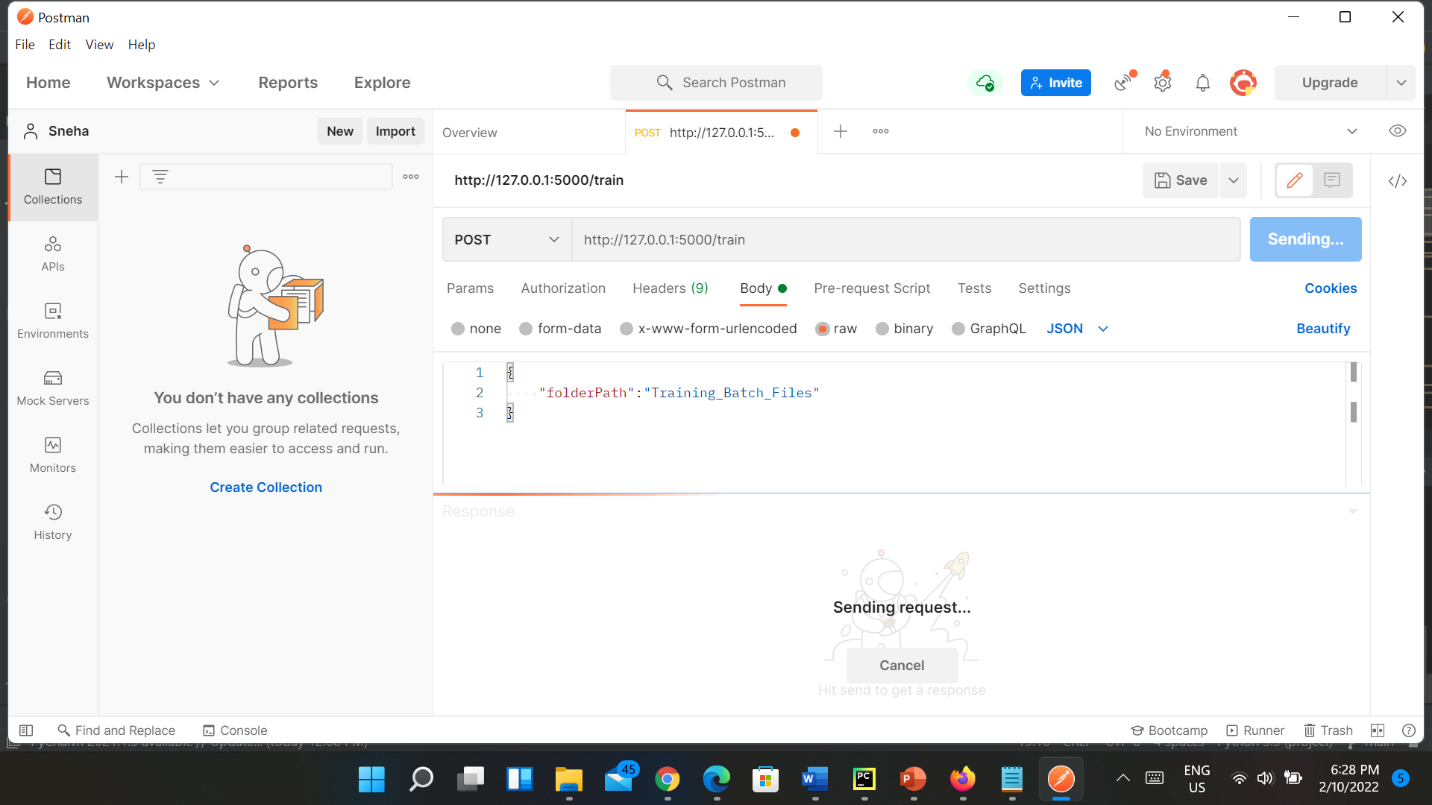 Postman
File Edit View Help
Home Workspaces Reports Explore Search Postman Invite Upgrade
Sneha New Import Overview POST http://127.0.0.1:5... No Environment
http://127.0.0.1:5000/train Save
Collections
POST http://127.0.0.1:5000/train Sending...
APIs
Params Authorization Headers (9) Body Pre-request Script Tests Settings Cookies
none form-data x-www-form-urlencoded raw binary GraphQL JSON Beautify
Environments
1 {
2 "folderPath":"Training_Batch_Files"
3 }
Mock Servers
You don't have any collections
Collections let you group related requests,
making them easier to access and run.
Monitors
Create Collection
Response
History
Sending request...
Cancel
Hit send to get a response
Find and Replace Console Bootcamp Runner Trash
45
PC
ENG
US
6:28 PM
2/10/2022
5